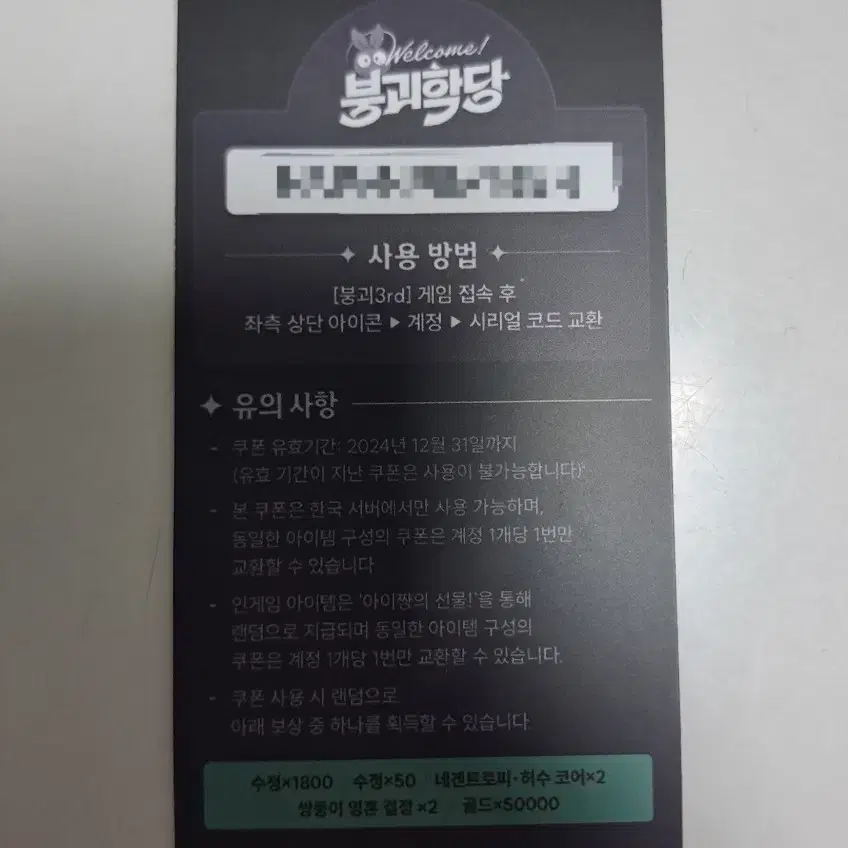 Welcome!
붕괴학당
사용 방법
[붕괴3rd] 게임 접속 후
좌측 상단 아이콘 ▶ 계정 ▶ 시리얼 코드 교환
유의 사항
- 쿠폰 유효기간: 2024년 12월 31일까지
(유효 기간이 지난 쿠폰은 사용이 불가능합니다)
- 본 쿠폰은 한국 서버에서만 사용 가능하며,
동일한 아이템 구성의 쿠폰은 계정 1개당 1번만
교환할 수 있습니다
- 인게임 아이템은 '아이쨩의 선물!'을 통해
랜덤으로 지급되며 동일한 아이템 구성의
쿠폰은 계정 1개당 1번만 교환할 수 있습니다.
- 쿠폰 사용 시 랜덤으로
아래 보상 중 하나를 획득할 수 있습니다.
수정×1800 수정×50 네겐트로피·허수 코어×2
쌍둥이 영혼 결정 ×2 골드×50000